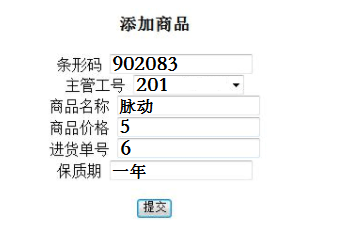 添加商品
条形码 902083
主管工号 201
商品名称 脉动
商品价格 5
进货单号 6
保质期 一年
提交